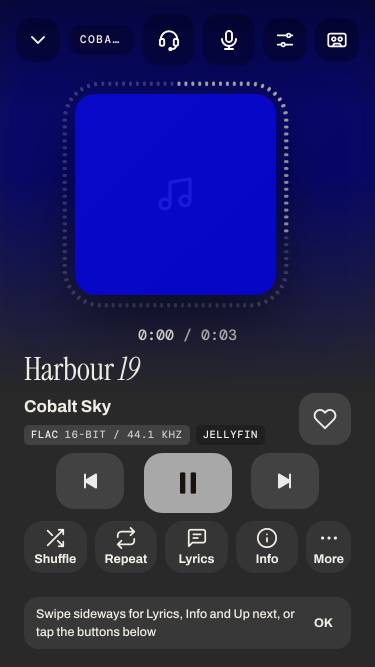 COBA…
0:00 / 0:03
Harbour 19
Cobalt Sky
FLAC 16-BIT / 44.1 KHZ JELLYFIN
Shuffle Repeat Lyrics Info More
Swipe sideways for Lyrics, Info and Up next, or
tap the buttons below
OK